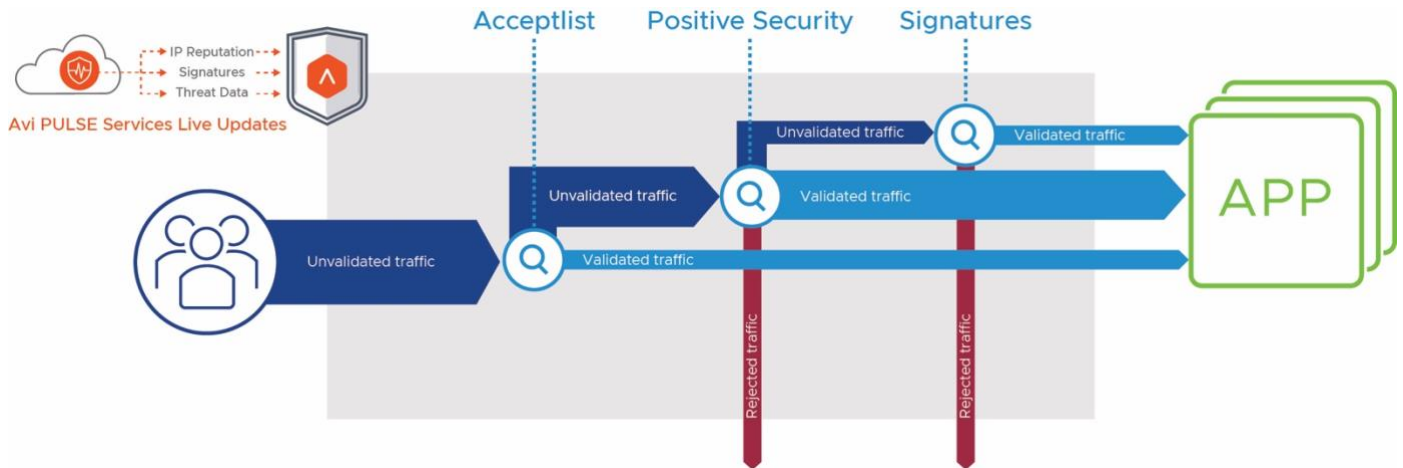 Acceptlist
Positive Security
Signatures
IP Reputation
Signatures
Threat Data
Avi PULSE Services Live Updates
Unvalidated traffic
Validated traffic
Unvalidated traffic
Validated traffic
APP
Unvalidated traffic
Validated traffic
Rejected traffic
Rejected traffic